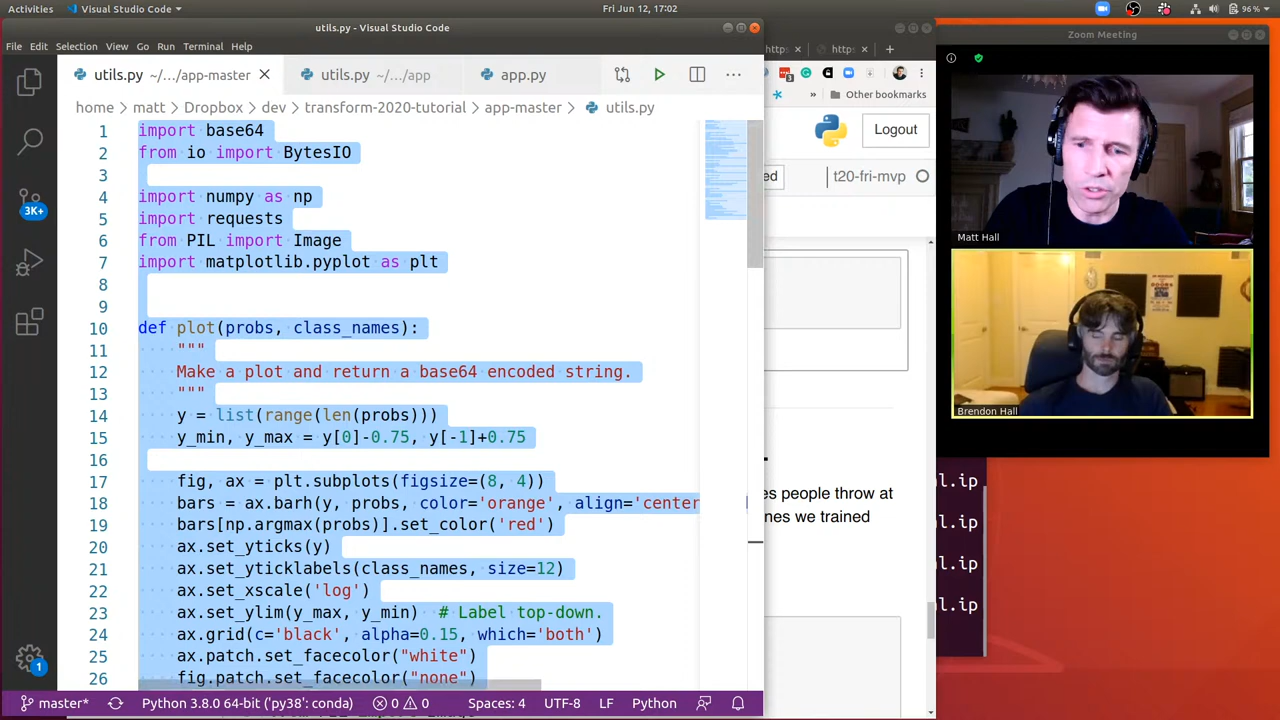 Activities Visual Studio Code Fri Jun 12, 17:02 96%
utils.py - Visual Studio Code
File Edit Selection View Go Run Terminal Help
utils.py ~/.../app-master utils.py ~/.../app app.py
home > matt > Dropbox > dev > transform-2020-tutorial > app-master > utils.py
1 import base64
2 from io import BytesIO
3
4 import numpy as np
5 import requests
6 from PIL import Image
7 import matplotlib.pyplot as plt
8
9
10 def plot(probs, class_names):
11 """
12 Make a plot and return a base64 encoded string.
13 """
14 y = list(range(len(probs)))
15 y_min, y_max = y[0]-0.75, y[-1]+0.75
16
17 fig, ax = plt.subplots(figsize=(8, 4))
18 bars = ax.barh(y, probs, color='orange', align='center
19 bars[np.argmax(probs)].set_color('red')
20 ax.set_yticks(y)
21 ax.set_yticklabels(class_names, size=12)
22 ax.set_xscale('log')
23 ax.set_ylim(y_max, y_min) # Label top-down.
24 ax.grid(c='black', alpha=0.15, which='both')
25 ax.patch.set_facecolor("white")
26 fig.patch.set_facecolor("none")
3K+
1
master* Python 3.8.0 64-bit ('py38': conda) 0 0 Spaces: 4 UTF-8 LF Python
https
3
» Other bookmarks
Logout
ed t20-fri-mvp
es people throw at
nes we trained
Zoom Meeting
Matt Hall
Brendon Hall
l.ip
l.ip
l.ip
l.ip